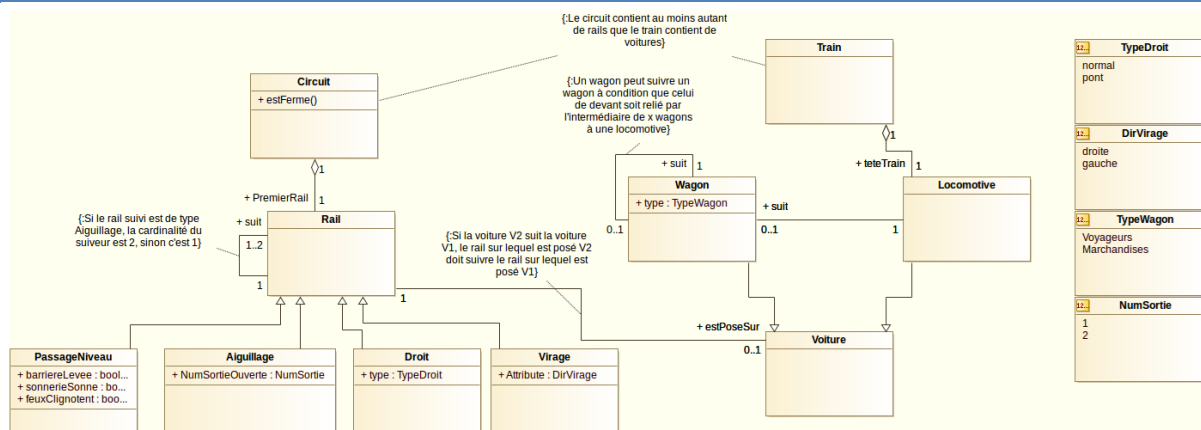 {:Le circuit contient au moins autant
de rails que le train contient de
voitures}
Circuit
+ estFerme()
Train
{:Un wagon peut suivre un
wagon à condition que celui
de devant soit relié par
l'intermédiaire de x wagons
à une locomotive}
1
+ PremierRail
1
1
+ teteTrain
1
+ suit
1
Wagon
+ type : TypeWagon
0..1
+ suit
0..1
1
Locomotive
{:Si le rail suivi est de type
Aiguillage, la cardinalité du
suiveur est 2, sinon c'est 1}
+ suit
1..2
1
Rail
1
{:Si la voiture V2 suit la voiture
V1, le rail sur lequel est posé V2
doit suivre le rail sur lequel est
posé V1}
+ estPoseSur
0..1
Voiture
PassageNiveau
+ barriereLevee : bool...
+ sonnerieSonne : bo...
+ feuxClignotent : boo...
Aiguillage
+ NumSortieOuverte : NumSortie
Droit
+ type : TypeDroit
Virage
+ Attribute : DirVirage
12...
TypeDroit
normal
pont
12...
DirVirage
droite
gauche
12...
TypeWagon
Voyageurs
Marchandises
12...
NumSortie
1
2